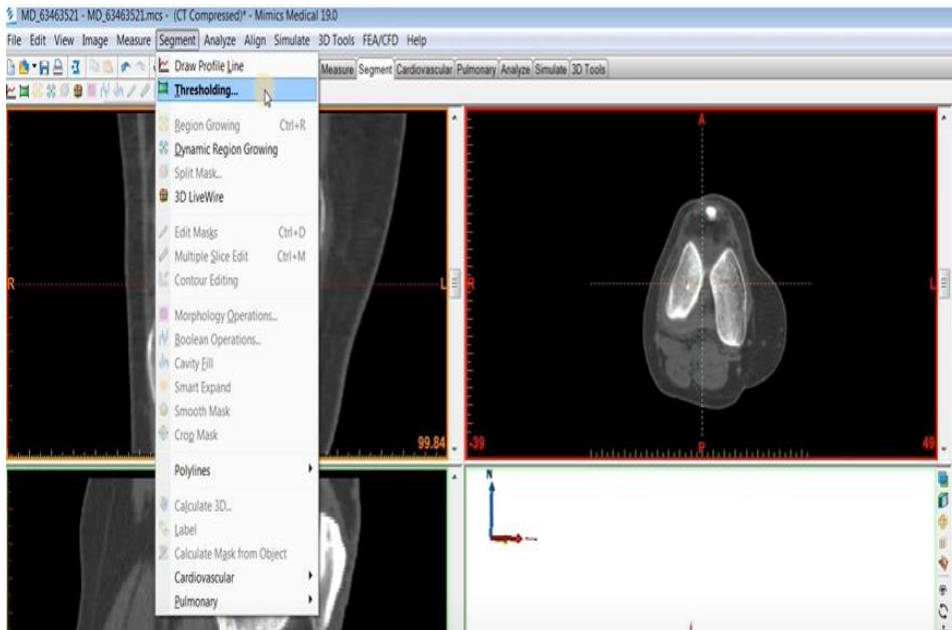 MD_63463521 - MD_63463521.mcs - (CT Compressed)* - Mimics Medical 19.0
File Edit View Image Measure Segment Analyze Align Simulate 3D Tools FEA/CFD Help
Measure Segment Cardiovascular Pulmonary Analyze Simulate 3D Tools
Draw Profile Line
Thresholding...
Region Growing Ctrl+R
Dynamic Region Growing
Split Mask...
3D LiveWire
Edit Masks Ctrl+D
Multiple Slice Edit Ctrl+M
Contour Editing
Morphology Operations...
Boolean Operations...
Cavity Fill
Smart Expand
Smooth Mask
Crop Mask
Polylines
Calculate 3D...
Label
Calculate Mask from Object
Cardiovascular
Pulmonary
R
L
99.84
A
R
L
-39
P
49
N